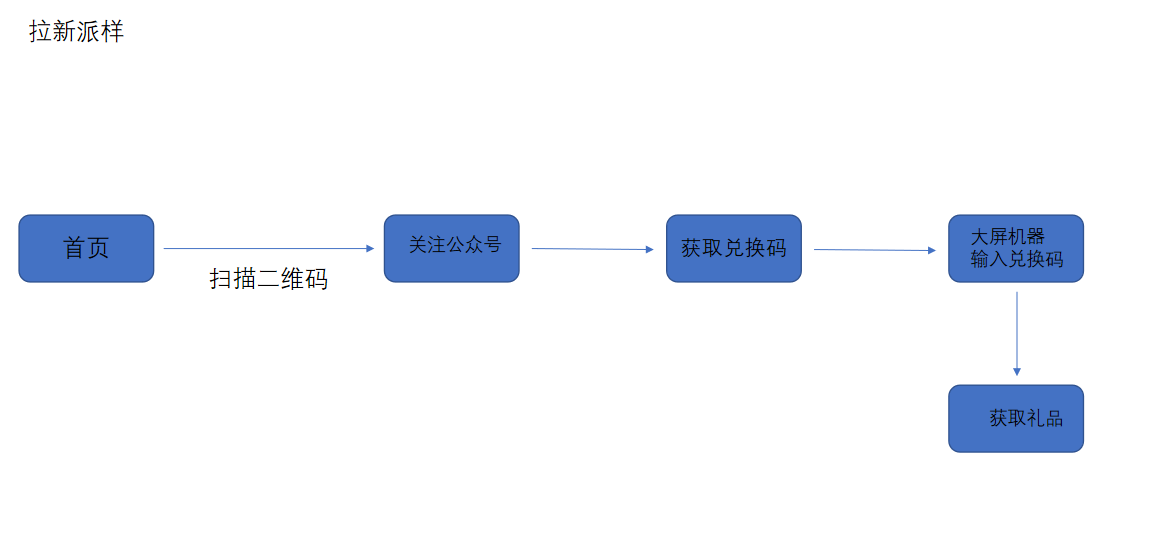 拉新派样
首页
扫描二维码
关注公众号
获取兑换码
大屏机器
输入兑换码
获取礼品